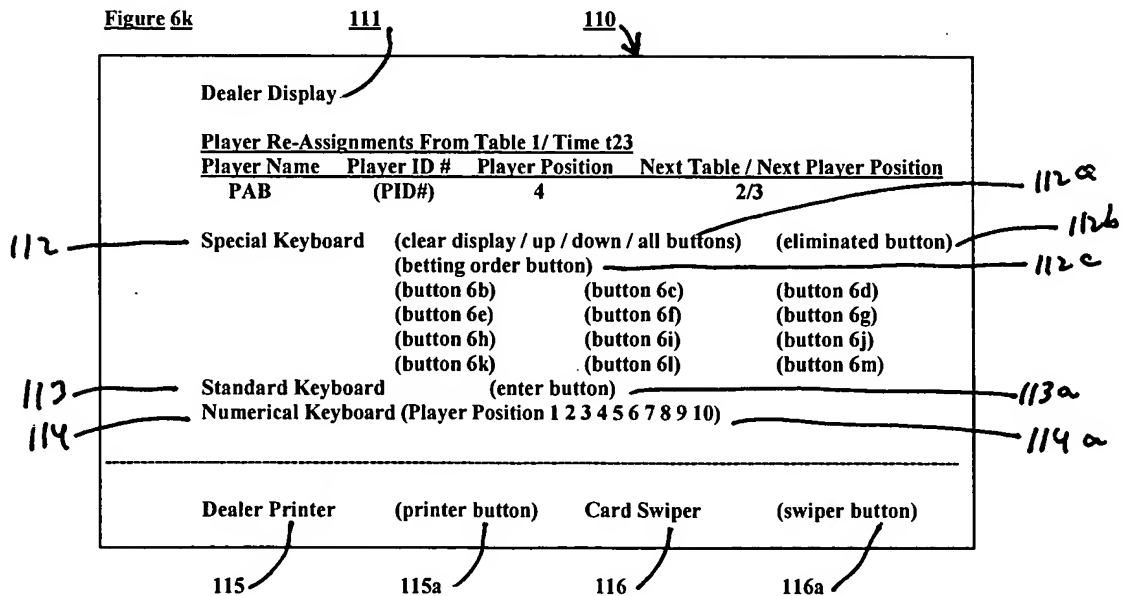 Figure 6k 111 110
Dealer Display
Player Re-Assignments From Table 1/ Time t23
Player Name Player ID # Player Position Next Table / Next Player Position
PAB (PID#) 4 2/3
112a
112 Special Keyboard (clear display / up / down / all buttons) (eliminated button) 112b
(betting order button) 112c
(button 6b) (button 6c) (button 6d)
(button 6e) (button 6f) (button 6g)
(button 6h) (button 6i) (button 6j)
(button 6k) (button 6l) (button 6m)
113 Standard Keyboard (enter button) 113a
114 Numerical Keyboard (Player Position 1 2 3 4 5 6 7 8 9 10) 114a
Dealer Printer (printer button) Card Swiper (swiper button)
115 115a 116 116a